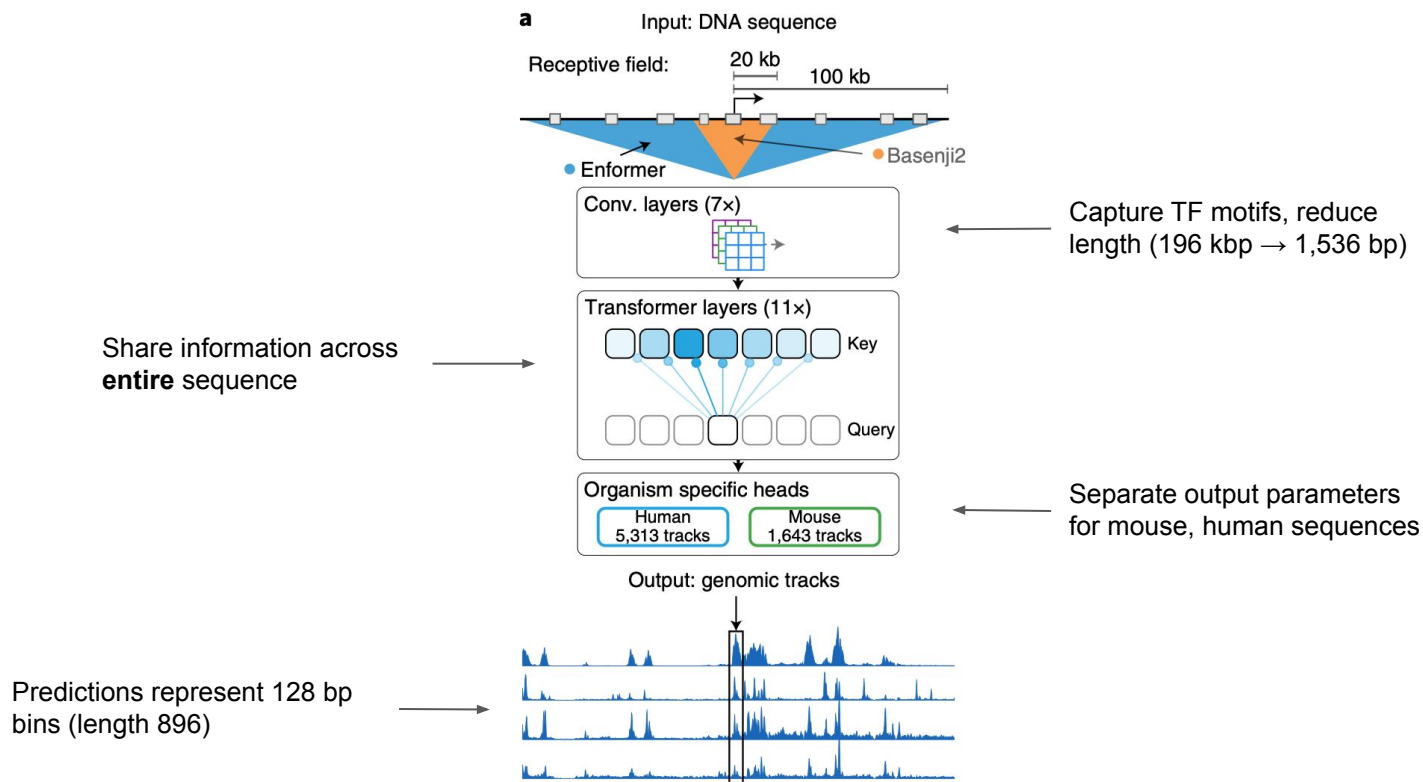 a
Input: DNA sequence
Receptive field:
20 kb
100 kb
Enformer
Basenji2
Conv. layers (7×)
Capture TF motifs, reduce
length (196 kbp → 1,536 bp)
Transformer layers (11×)
Key
Query
Share information across
entire sequence
Organism specific heads
Human
5,313 tracks
Mouse
1,643 tracks
Separate output parameters
for mouse, human sequences
Output: genomic tracks
Predictions represent 128 bp
bins (length 896)